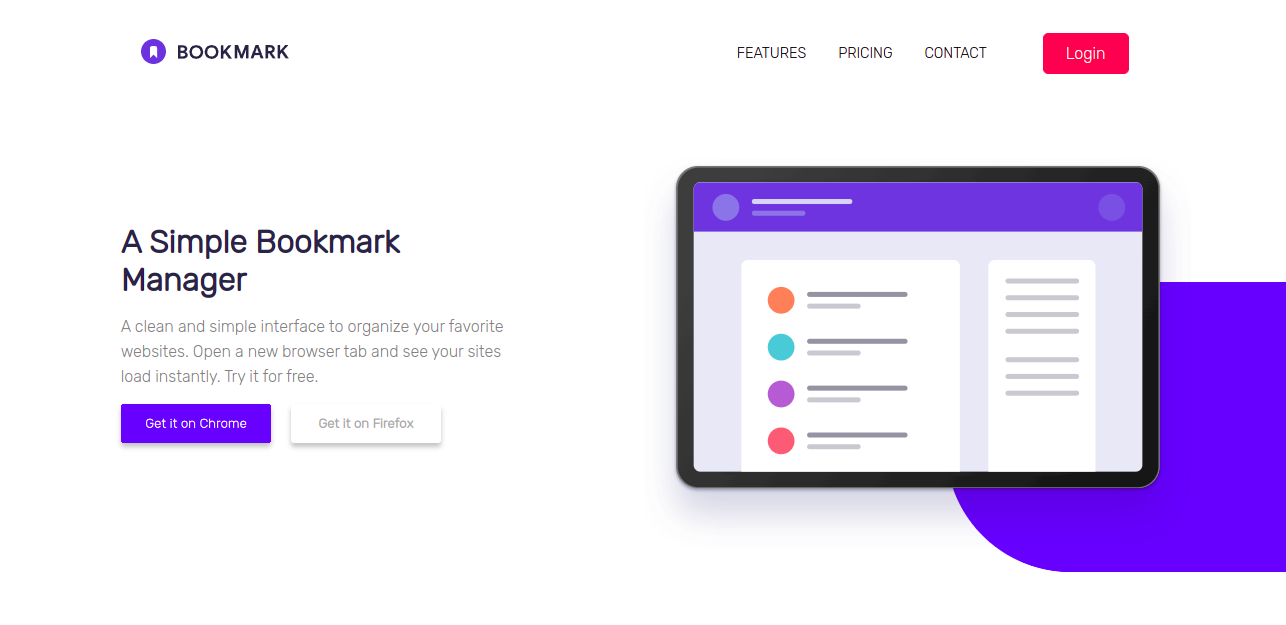 BOOKMARK
FEATURES PRICING CONTACT Login
A Simple Bookmark
Manager
A clean and simple interface to organize your favorite
websites. Open a new browser tab and see your sites
load instantly. Try it for free.
Get it on Chrome Get it on Firefox